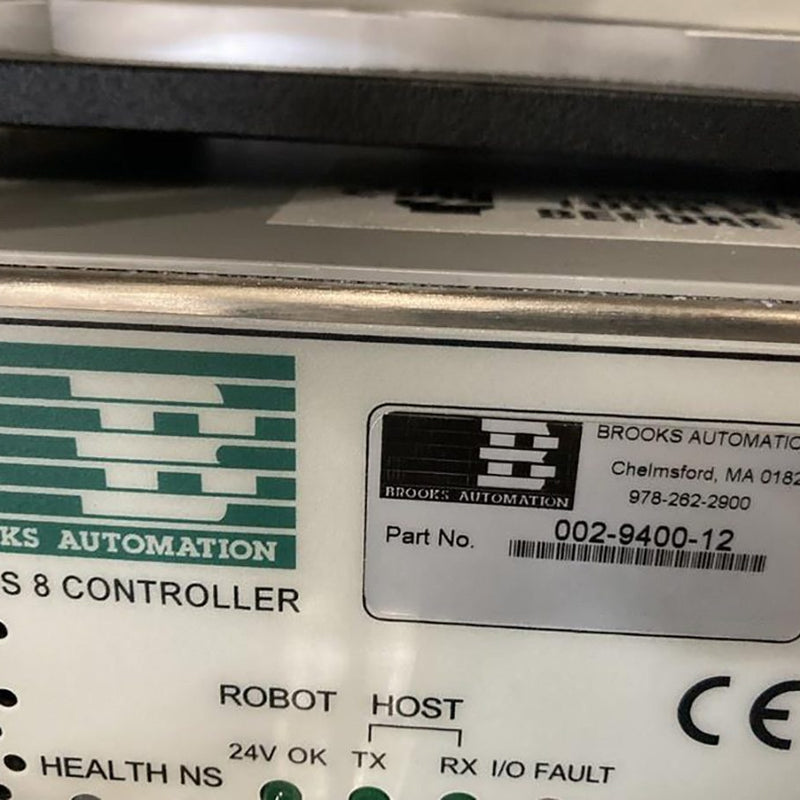 BEFORE
KS AUTOMATION
S 8 CONTROLLER
BROOKS AUTOMATION
BROOKS AUTOMATIO
Chelmsford, MA 0182
978-262-2900
Part No. 002-9400-12
CE
ROBOT HOST
24V OK TX RX I/O FAULT
HEALTH NS